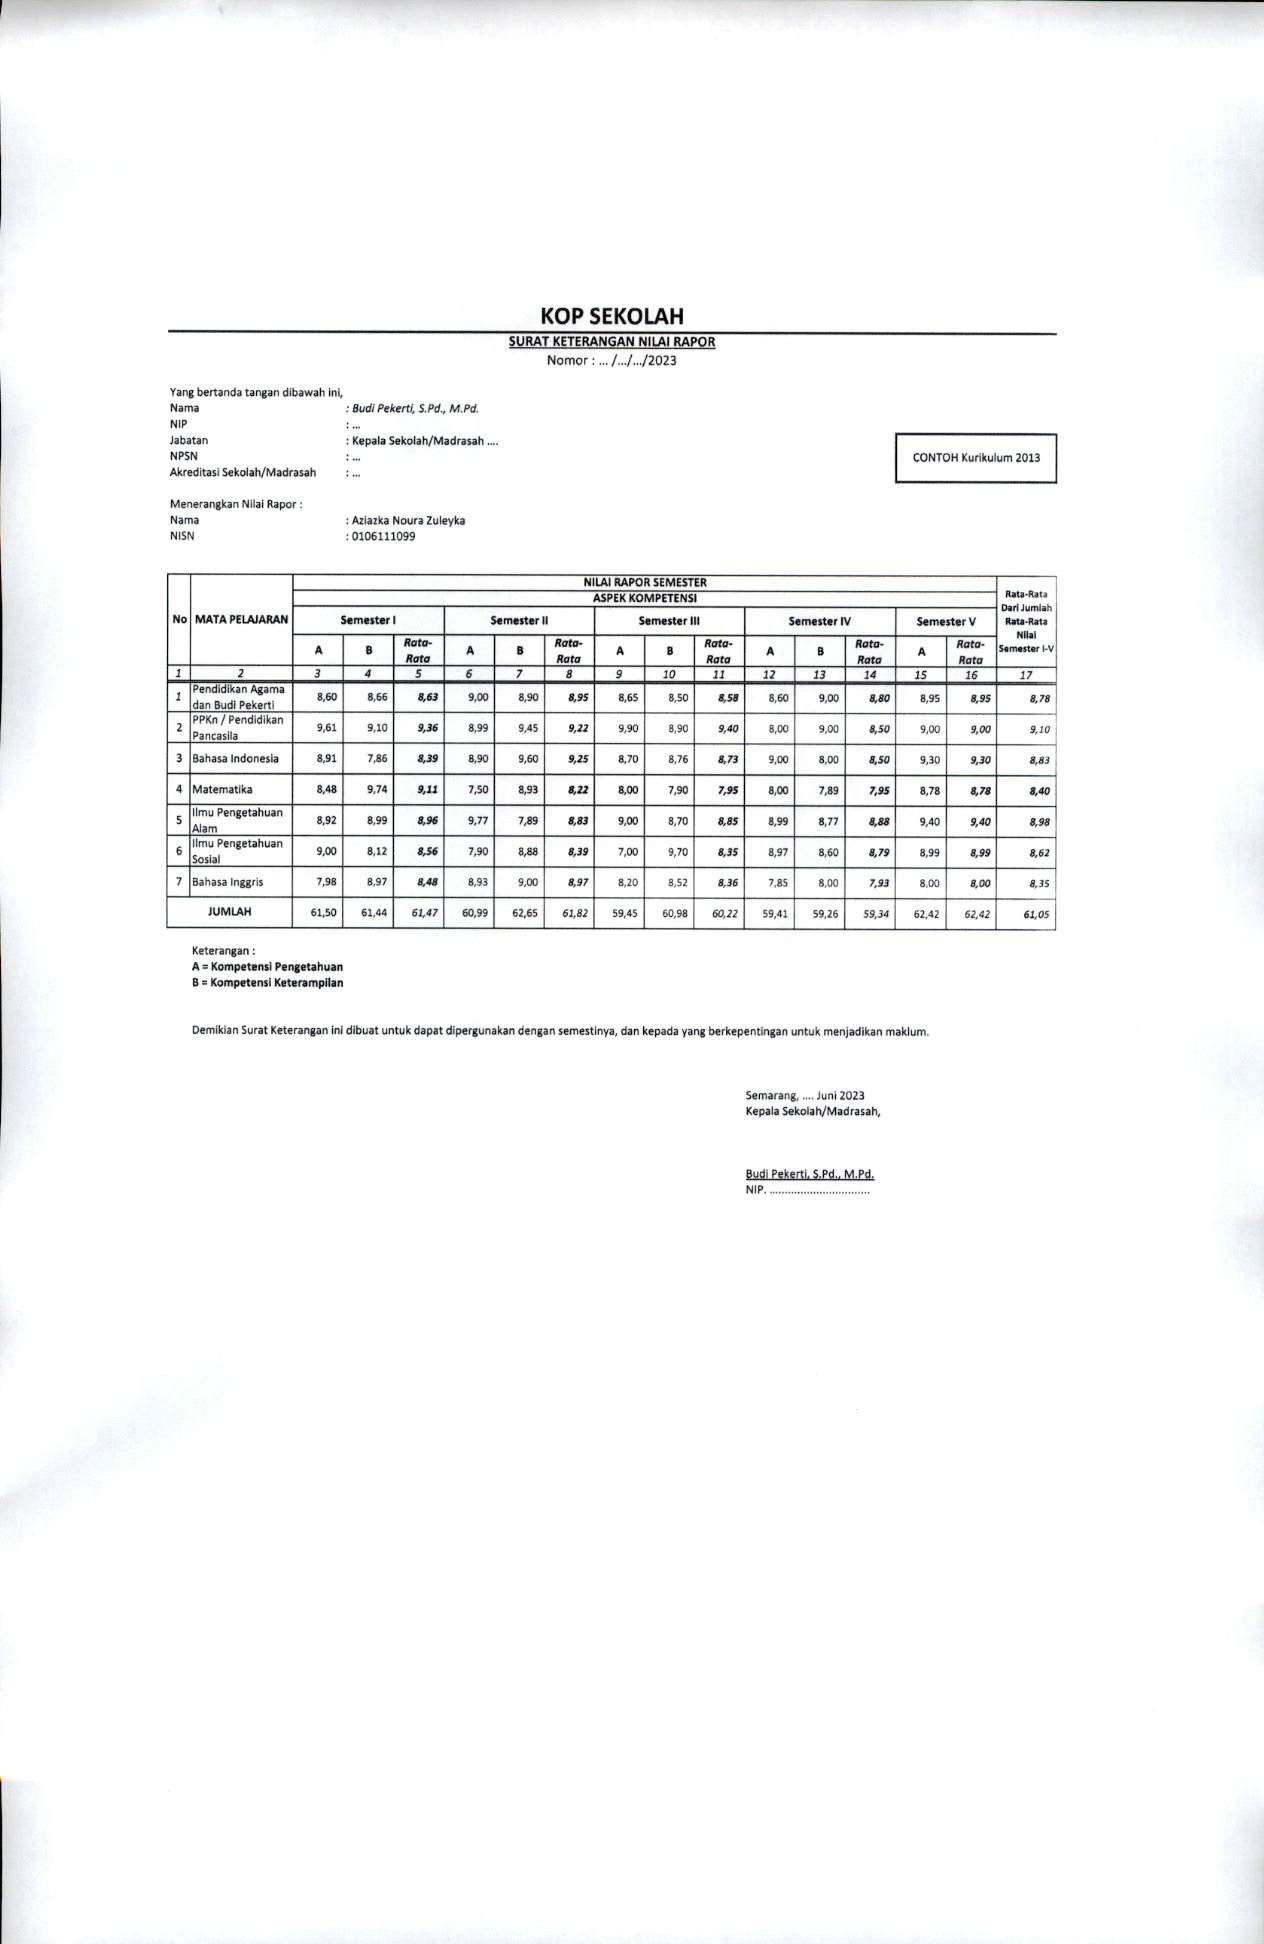 KOP SEKOLAH
SURAT KETERANGAN NILAI RAPOR
Nomor : ... /.../.../2023
Yang bertanda tangan dibawah ini,
Nama : Budi Pekerti, S.Pd., M.Pd.
NIP : ...
Jabatan : Kepala Sekolah/Madrasah ....
NPSN : ...
Akreditasi Sekolah/Madrasah : ...
CONTOH Kurikulum 2013
Menerangkan Nilai Rapor :
Nama : Aziazka Noura Zuleyka
NISN : 0106111099
No MATA PELAJARAN NILAI RAPOR SEMESTER Rata-Rata Dari Jumlah Rata-Rata Nilai Semester I-V
ASPEK KOMPETENSI
Semester I Semester II Semester III Semester IV Semester V
A B Rata-Rata A B Rata-Rata A B Rata-Rata A B Rata-Rata A Rata-Rata
1 2 3 4 5 6 7 8 9 10 11 12 13 14 15 16 17
1 Pendidikan Agama dan Budi Pekerti 8,60 8,66 8,63 9,00 8,90 8,95 8,65 8,50 8,58 8,60 9,00 8,80 8,95 8,95 8,78
2 PPKn / Pendidikan Pancasila 9,61 9,10 9,36 8,99 9,45 9,22 9,90 8,90 9,40 8,00 9,00 8,50 9,00 9,00 9,10
3 Bahasa Indonesia 8,91 7,86 8,39 8,90 9,60 9,25 8,70 8,76 8,73 9,00 8,00 8,50 9,30 9,30 8,83
4 Matematika 8,48 9,74 9,11 7,50 8,93 8,22 8,00 7,90 7,95 8,00 7,89 7,95 8,78 8,78 8,40
5 Ilmu Pengetahuan Alam 8,92 8,99 8,96 9,77 7,89 8,83 9,00 8,70 8,85 8,99 8,77 8,88 9,40 9,40 8,98
6 Ilmu Pengetahuan Sosial 9,00 8,12 8,56 7,90 8,88 8,39 7,00 9,70 8,35 8,97 8,60 8,79 8,99 8,99 8,62
7 Bahasa Inggris 7,98 8,97 8,48 8,93 9,00 8,97 8,20 8,52 8,36 7,85 8,00 7,93 8,00 8,00 8,35
JUMLAH 61,50 61,44 61,47 60,99 62,65 61,82 59,45 60,98 60,22 59,41 59,26 59,34 62,42 62,42 61,05
Keterangan :
A = Kompetensi Pengetahuan
B = Kompetensi Keterampilan
Demikian Surat Keterangan ini dibuat untuk dapat dipergunakan dengan semestinya, dan kepada yang berkepentingan untuk menjadikan maklum.
Semarang, .... Juni 2023
Kepala Sekolah/Madrasah,
Budi Pekerti, S.Pd., M.Pd.
NIP. .................................